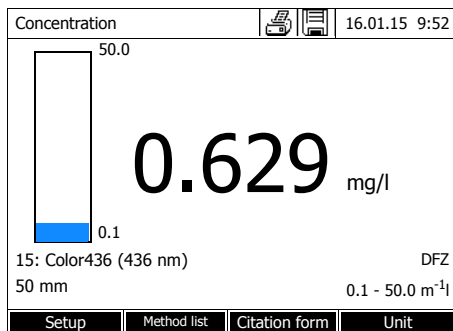 Concentration 16.01.15 9:52
50.0
0.629 mg/l
0.1
15: Color436 (436 nm) DFZ
50 mm 0.1 - 50.0 m⁻¹l
Setup Method list Citation form Unit